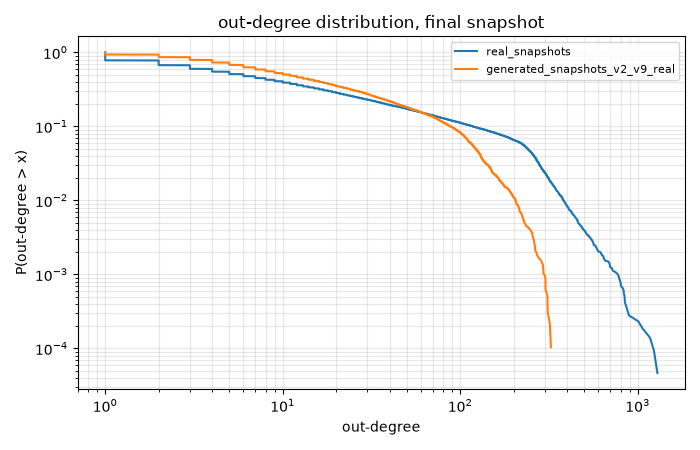 out-degree distribution, final snapshot
real_snapshots
generated_snapshots_v2_v9_real
P(out-degree > x)
10⁰
10⁻¹
10⁻²
10⁻³
10⁻⁴
10⁰ 10¹ 10² 10³
out-degree